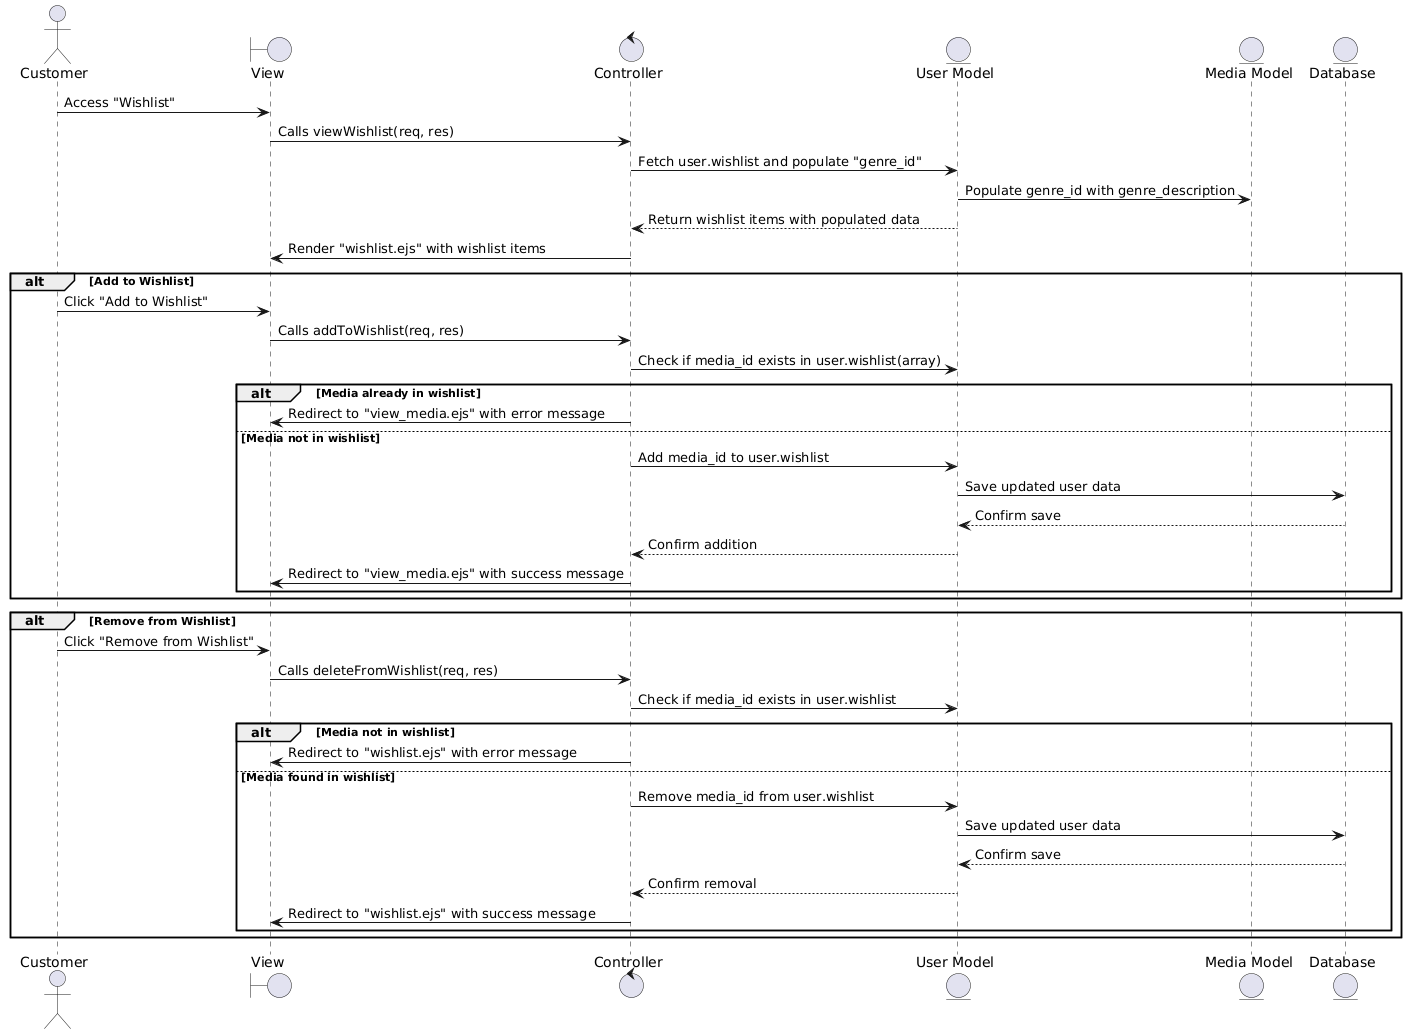 Customer
View
Controller
User Model
Media Model
Database
Access "Wishlist"
Calls viewWishlist(req, res)
Fetch user.wishlist and populate "genre_id"
Populate genre_id with genre_description
Return wishlist items with populated data
Render "wishlist.ejs" with wishlist items
alt [Add to Wishlist]
Click "Add to Wishlist"
Calls addToWishlist(req, res)
Check if media_id exists in user.wishlist(array)
alt [Media already in wishlist]
Redirect to "view_media.ejs" with error message
[Media not in wishlist]
Add media_id to user.wishlist
Save updated user data
Confirm save
Confirm addition
Redirect to "view_media.ejs" with success message
alt [Remove from Wishlist]
Click "Remove from Wishlist"
Calls deleteFromWishlist(req, res)
Check if media_id exists in user.wishlist
alt [Media not in wishlist]
Redirect to "wishlist.ejs" with error message
[Media found in wishlist]
Remove media_id from user.wishlist
Save updated user data
Confirm save
Confirm removal
Redirect to "wishlist.ejs" with success message
Customer
View
Controller
User Model
Media Model
Database